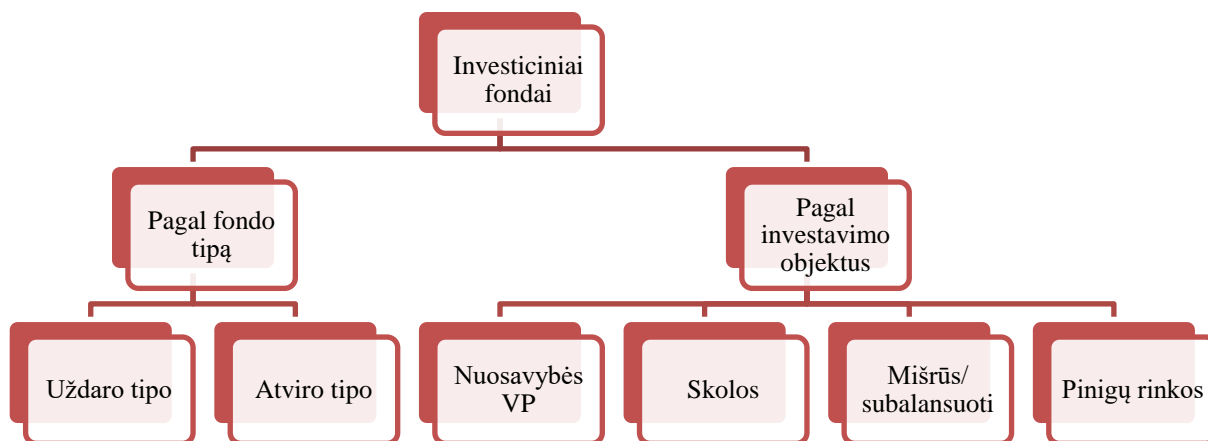 Investiciniai
fondai
Pagal fondo
tipą
Pagal
investavimo
objektus
Uždaro tipo
Atviro tipo
Nuosavybės
VP
Skolos
Mišrūs/
subalansuoti
Pinigų rinkos